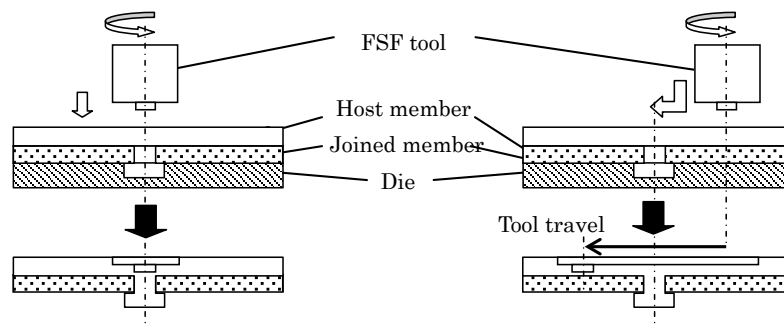 FSF tool
Host member
Joined member
Die
Tool travel